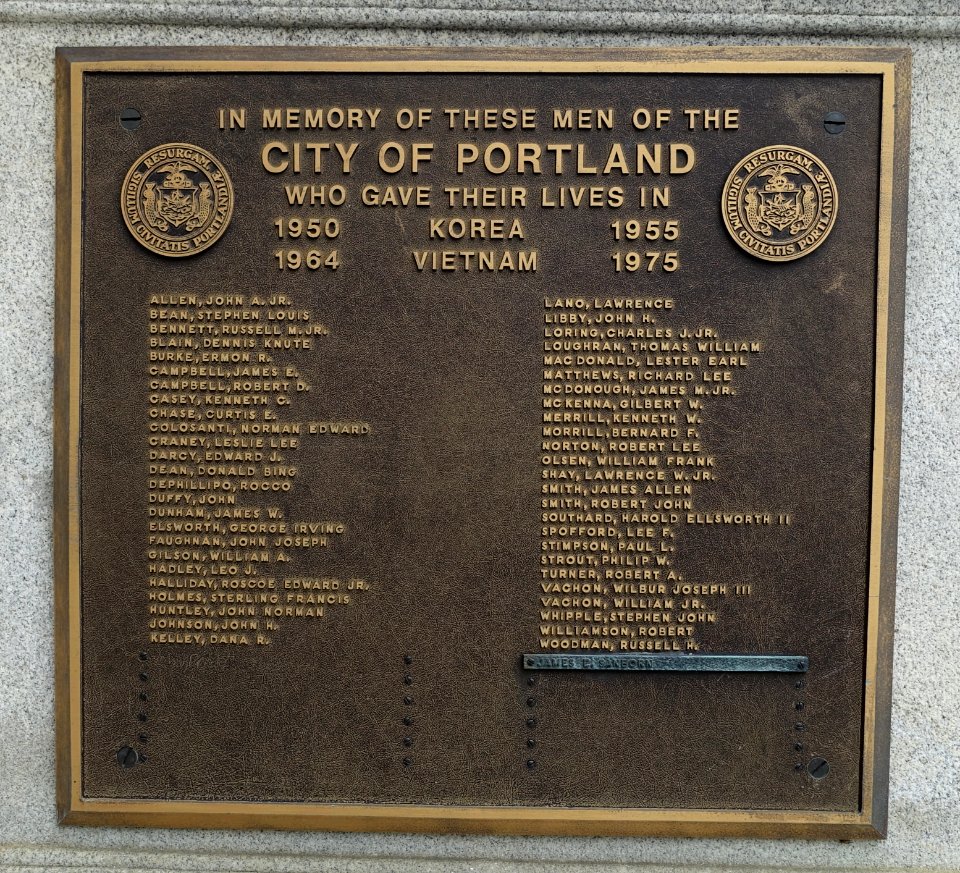 IN MEMORY OF THESE MEN OF THE
CITY OF PORTLAND
WHO GAVE THEIR LIVES IN
1950 KOREA 1955
1964 VIETNAM 1975
RESURGAM
SIGILLUM CIVITATIS PORTLANDIÆ
RESURGAM
SIGILLUM CIVITATIS PORTLANDIÆ
ALLEN, JOHN A. JR.
BEAN, STEPHEN LOUIS
BENNETT, RUSSELL M. JR.
BLAIN, DENNIS KNUTE
BURKE, ERMON R.
CAMPBELL, JAMES E.
CAMPBELL, ROBERT D.
CASEY, KENNETH C.
CHASE, CURTIS E.
COLOSANTI, NORMAN EDWARD
CRANEY, LESLIE LEE
DARCY, EDWARD J.
DEAN, DONALD BING
DEPHILLIPO, ROCCO
DUFFY, JOHN
DUNHAM, JAMES W.
ELSWORTH, GEORGE IRVING
FAUGHNAN, JOHN JOSEPH
GILSON, WILLIAM A.
HADLEY, LEO J.
HALLIDAY, ROSCOE EDWARD JR.
HOLMES, STERLING FRANCIS
HUNTLEY, JOHN NORMAN
JOHNSON, JOHN H.
KELLEY, DANA R.
LANO, LAWRENCE
LIBBY, JOHN H.
LORING, CHARLES J. JR.
LOUGHRAN, THOMAS WILLIAM
MACDONALD, LESTER EARL
MATTHEWS, RICHARD LEE
MCDONOUGH, JAMES M. JR.
MCKENNA, GILBERT W.
MERRILL, KENNETH W.
MORRILL, BERNARD F.
NORTON, ROBERT LEE
OLSEN, WILLIAM FRANK
SHAY, LAWRENCE W. JR.
SMITH, JAMES ALLEN
SMITH, ROBERT JOHN
SOUTHARD, HAROLD ELLSWORTH II
SPOFFORD, LEE F.
STIMPSON, PAUL L.
STROUT, PHILIP W.
TURNER, ROBERT A.
VACHON, WILBUR JOSEPH III
VACHON, WILLIAM JR.
WHIPPLE, STEPHEN JOHN
WILLIAMSON, ROBERT
WOODMAN, RUSSELL H.
JAMES SANBORN